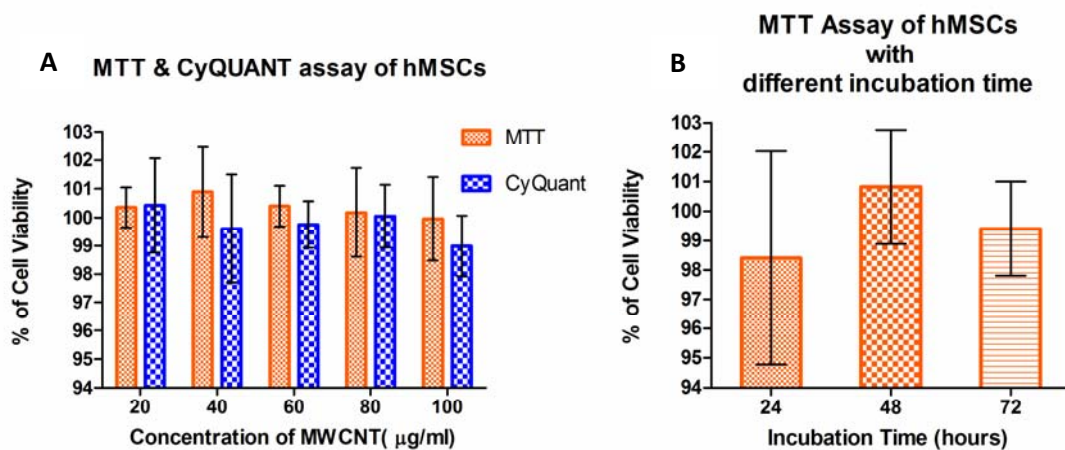 A
MTT & CyQUANT assay of hMSCs
103
102
101
100
99
98
97
96
95
94
% of Cell Viability
MTT
CyQuant
20 40 60 80 100
Concentration of MWCNT( μg/ml)
B
MTT Assay of hMSCs
with
different incubation time
103
102
101
100
99
98
97
96
95
94
% of Cell Viability
24 48 72
Incubation Time (hours)